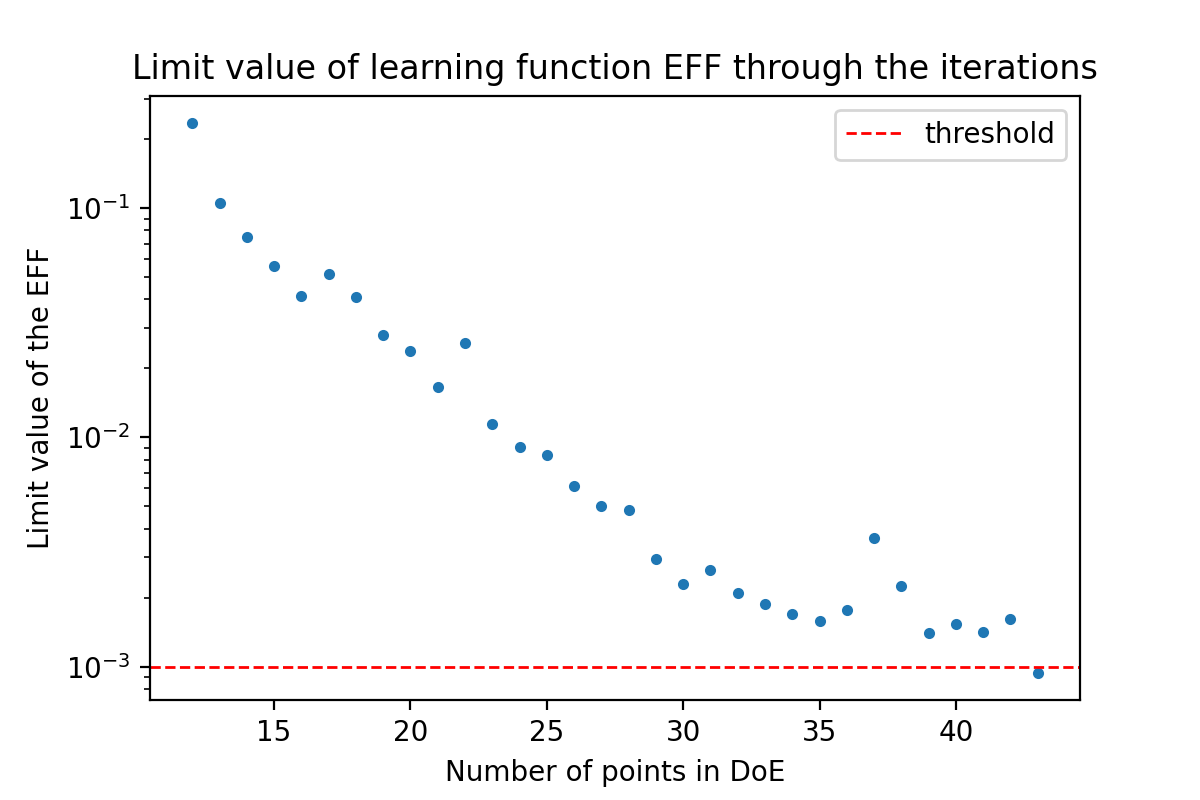 Limit value of learning function EFF through the iterations
threshold
Limit value of the EFF
10⁻¹
10⁻²
10⁻³
15 20 25 30 35 40
Number of points in DoE